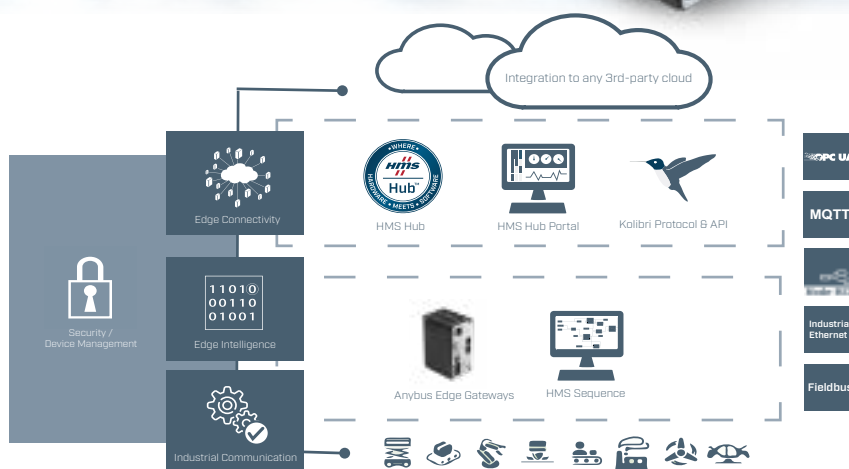 Integration to any 3rd-party cloud
Edge Connectivity
• WHERE •
HARDWARE • MEETS • SOFTWARE
HMS
Hub™
HMS Hub
HMS Hub Portal
Kolibri Protocol & API
OPC UA
MQTT
Security /
Device Management
11010
00110
01001
Edge Intelligence
Anybus Edge Gateways
HMS Sequence
Industrial
Ethernet
Fieldbus
Industrial Communication